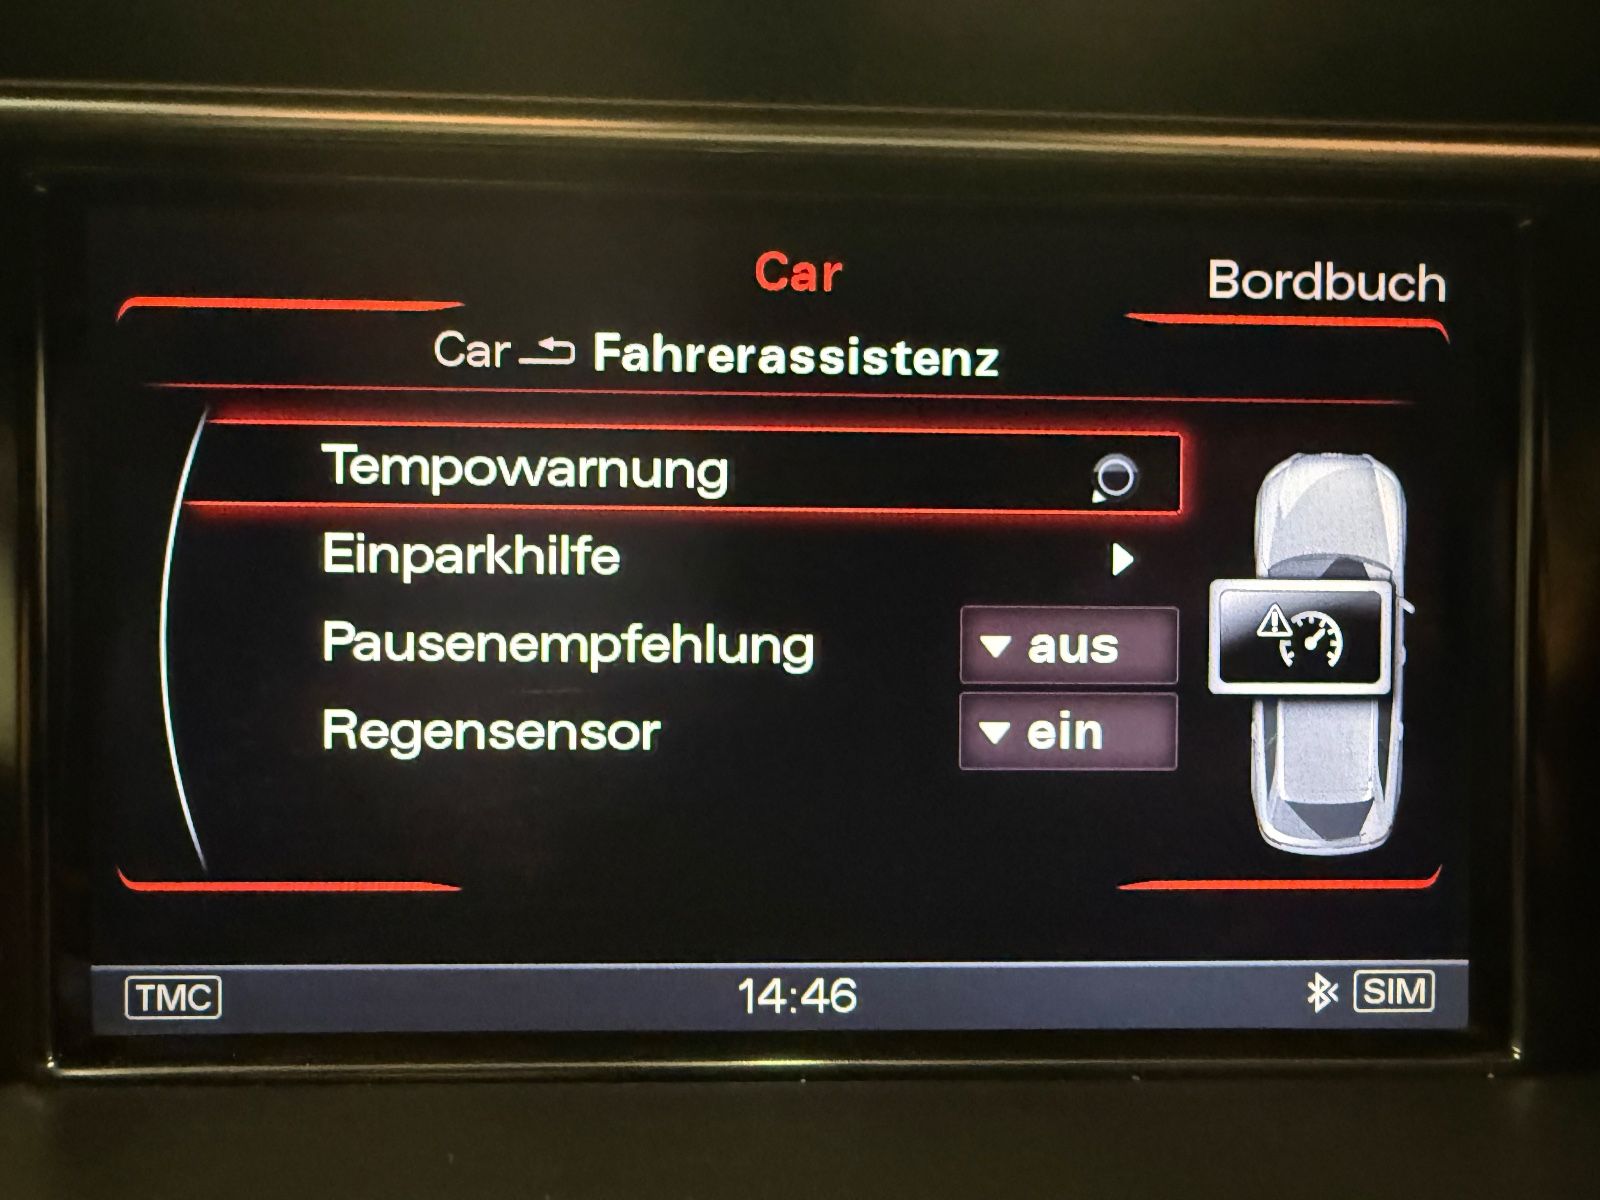 Car
Bordbuch
Car Fahrerassistenz
Tempowarnung
Einparkhilfe
Pausenempfehlung aus
Regensensor ein
TMC 14:46 SIM